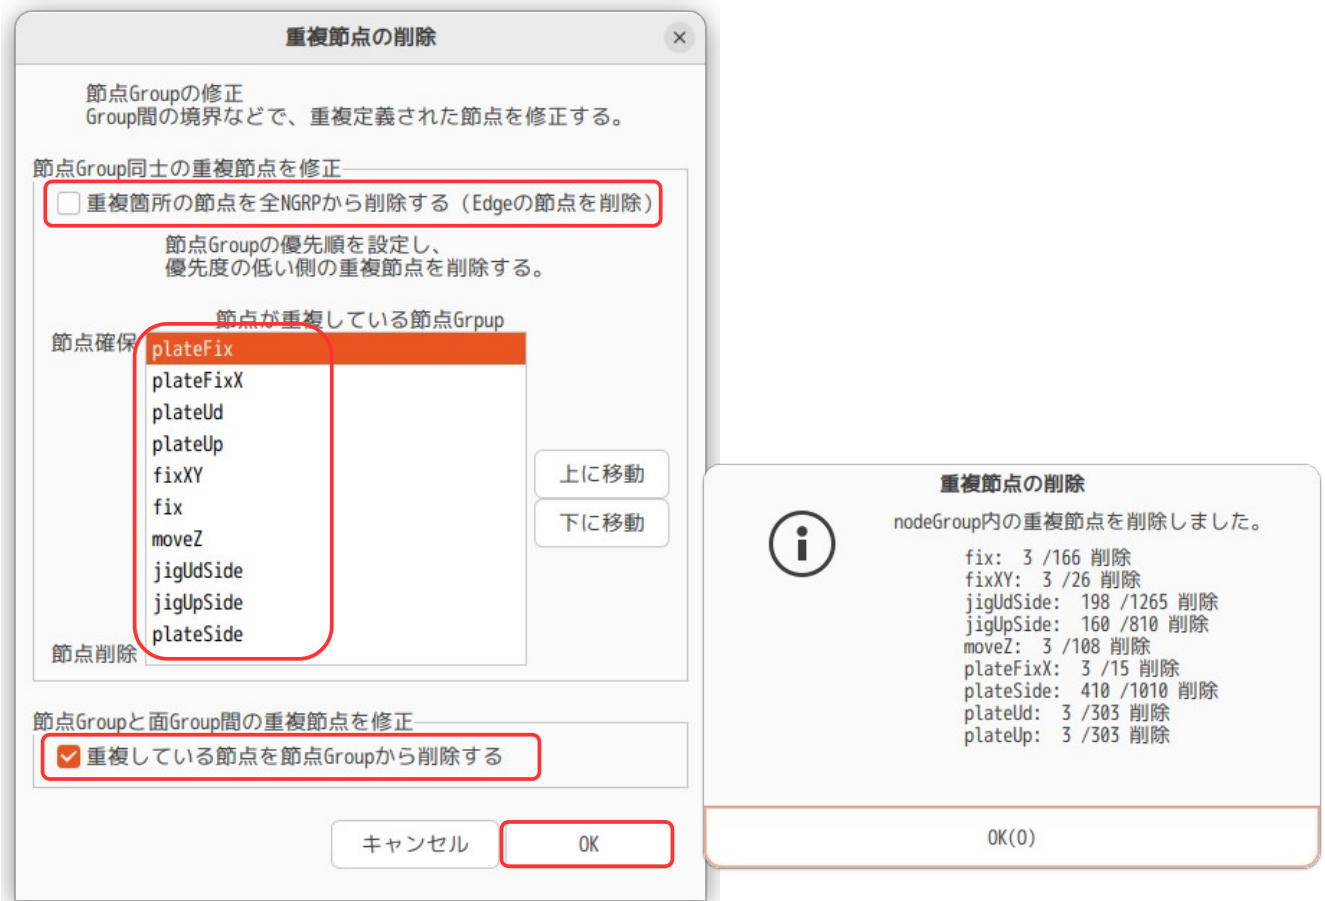 重複節点の削除
節点Groupの修正
Group間の境界などで、重複定義された節点を修正する。
節点Group同士の重複節点を修正
重複箇所の節点を全NGRPから削除する (Edgeの節点を削除)
節点Groupの優先順を設定し、
優先度の低い側の重複節点を削除する。
節点が重複している節点Grpup
節点確保
plateFix
plateFixX
plateUd
plateUp
fixXY
fix
moveZ
jigUdSide
jigUpSide
plateSide
節点削除
上に移動
下に移動
節点Groupと面Group間の重複節点を修正
重複している節点を節点Groupから削除する
キャンセル
OK
重複節点の削除
nodeGroup内の重複節点を削除しました。
fix: 3 /166 削除
fixXY: 3 /26 削除
jigUdSide: 198 /1265 削除
jigUpSide: 160 /810 削除
moveZ: 3 /108 削除
plateFixX: 3 /15 削除
plateSide: 410 /1010 削除
plateUd: 3 /303 削除
plateUp: 3 /303 削除
OK(O)